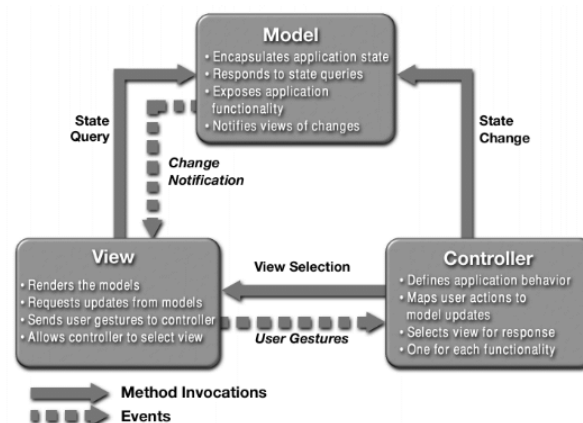 Model
• Encapsulates application state
• Responds to state queries
• Exposes application
functionality
• Notifies views of changes
State
Query
State
Change
Change
Notification
View
• Renders the models
• Requests updates from models
• Sends user gestures to controller
• Allows controller to select view
View Selection
User Gestures
Controller
• Defines application behavior
• Maps user actions to
model updates
• Selects view for response
• One for each functionality
Method Invocations
Events